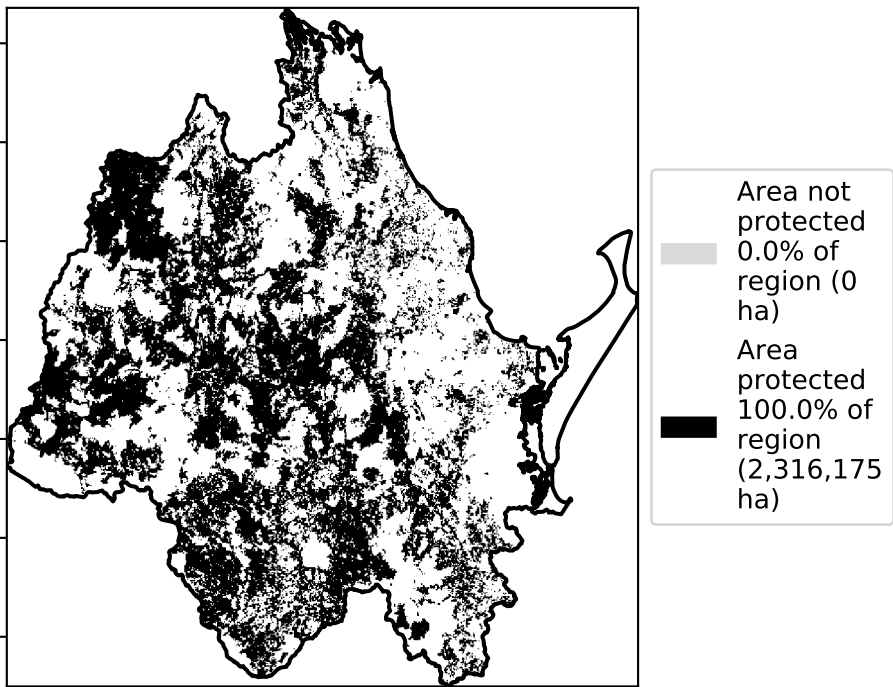 Area not
protected
0.0% of
region (0
ha)
Area
protected
100.0% of
region
(2,316,175
ha)